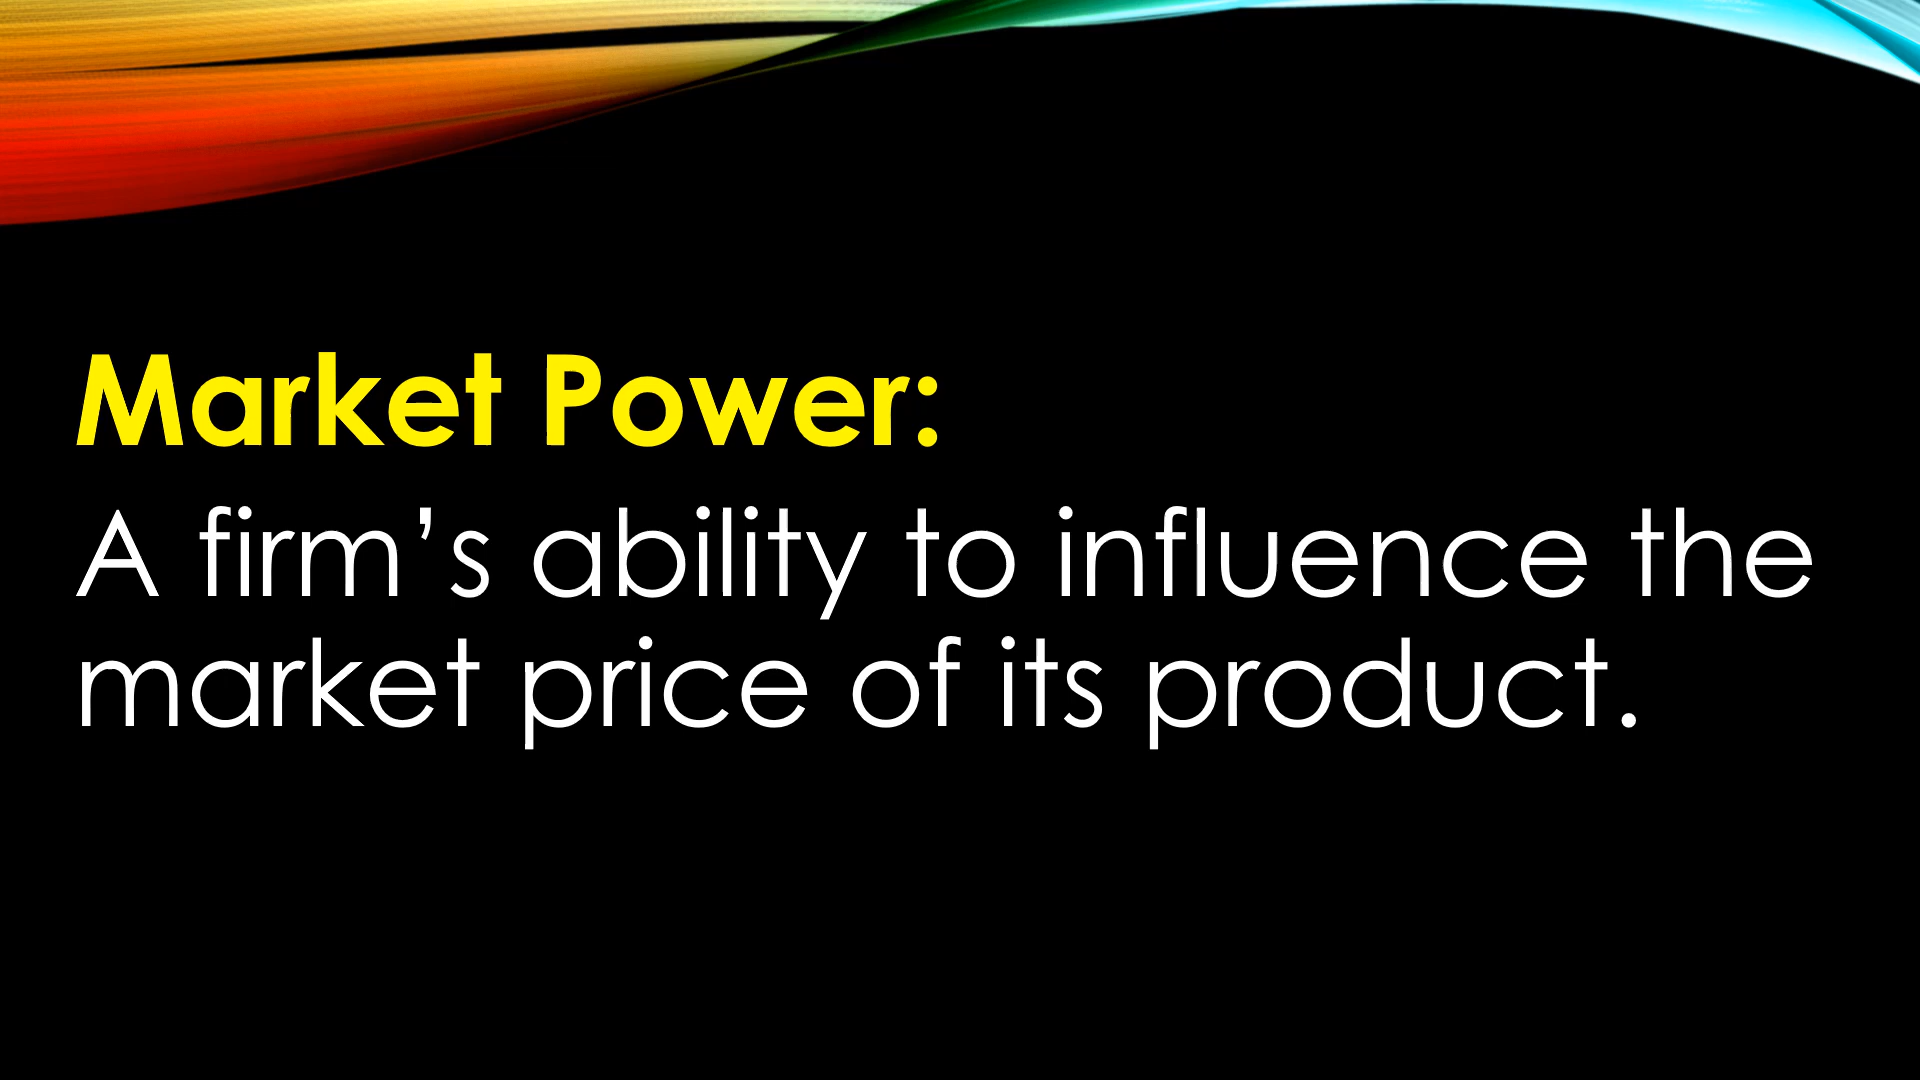 Market Power:
A firm’s ability to influence the
market price of its product.